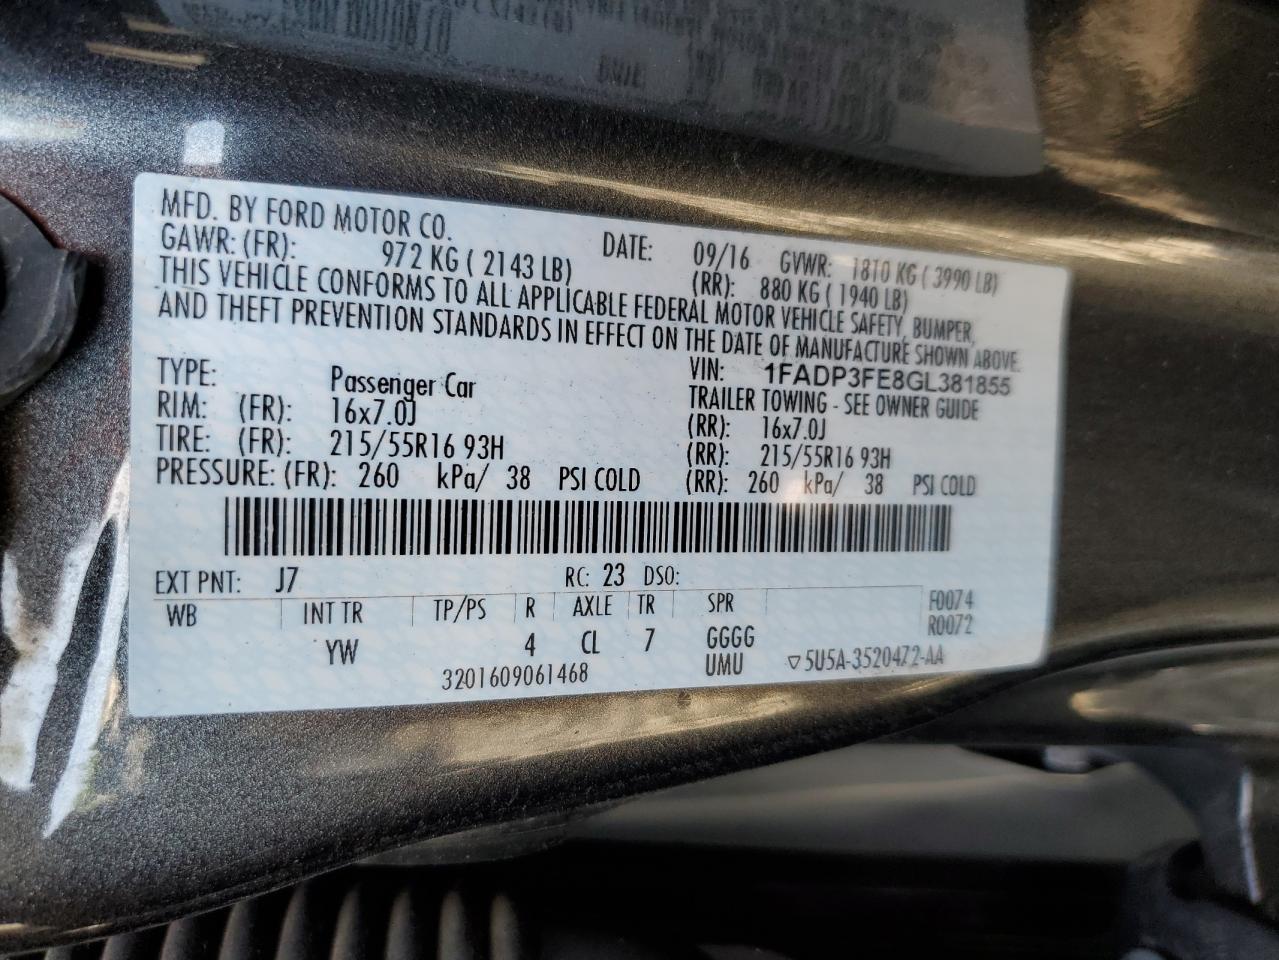 MFD. BY FORD MOTOR CO. DATE: 09/16 GVWR: 1810 KG ( 3990 LB)
GAWR: (FR): 972 KG ( 2143 LB) (RR): 880 KG ( 1940 LB)
THIS VEHICLE CONFORMS TO ALL APPLICABLE FEDERAL MOTOR VEHICLE SAFETY, BUMPER,
AND THEFT PREVENTION STANDARDS IN EFFECT ON THE DATE OF MANUFACTURE SHOWN ABOVE.
VIN: 1FADP3FE8GL381855
TYPE: Passenger Car TRAILER TOWING - SEE OWNER GUIDE
RIM: (FR): 16x7.0J (RR): 16x7.0J
TIRE: (FR): 215/55R16 93H (RR): 215/55R16 93H
PRESSURE: (FR): 260 kPa/ 38 PSI COLD (RR): 260 kPa/ 38 PSI COLD
EXT PNT: J7 RC: 23 DSO:
WB INT TR TP/PS R AXLE TR SPR F0074
R0072
YW 4 CL 7 GGGG
3201609061468 UMU ▽5U5A-3520472-AA